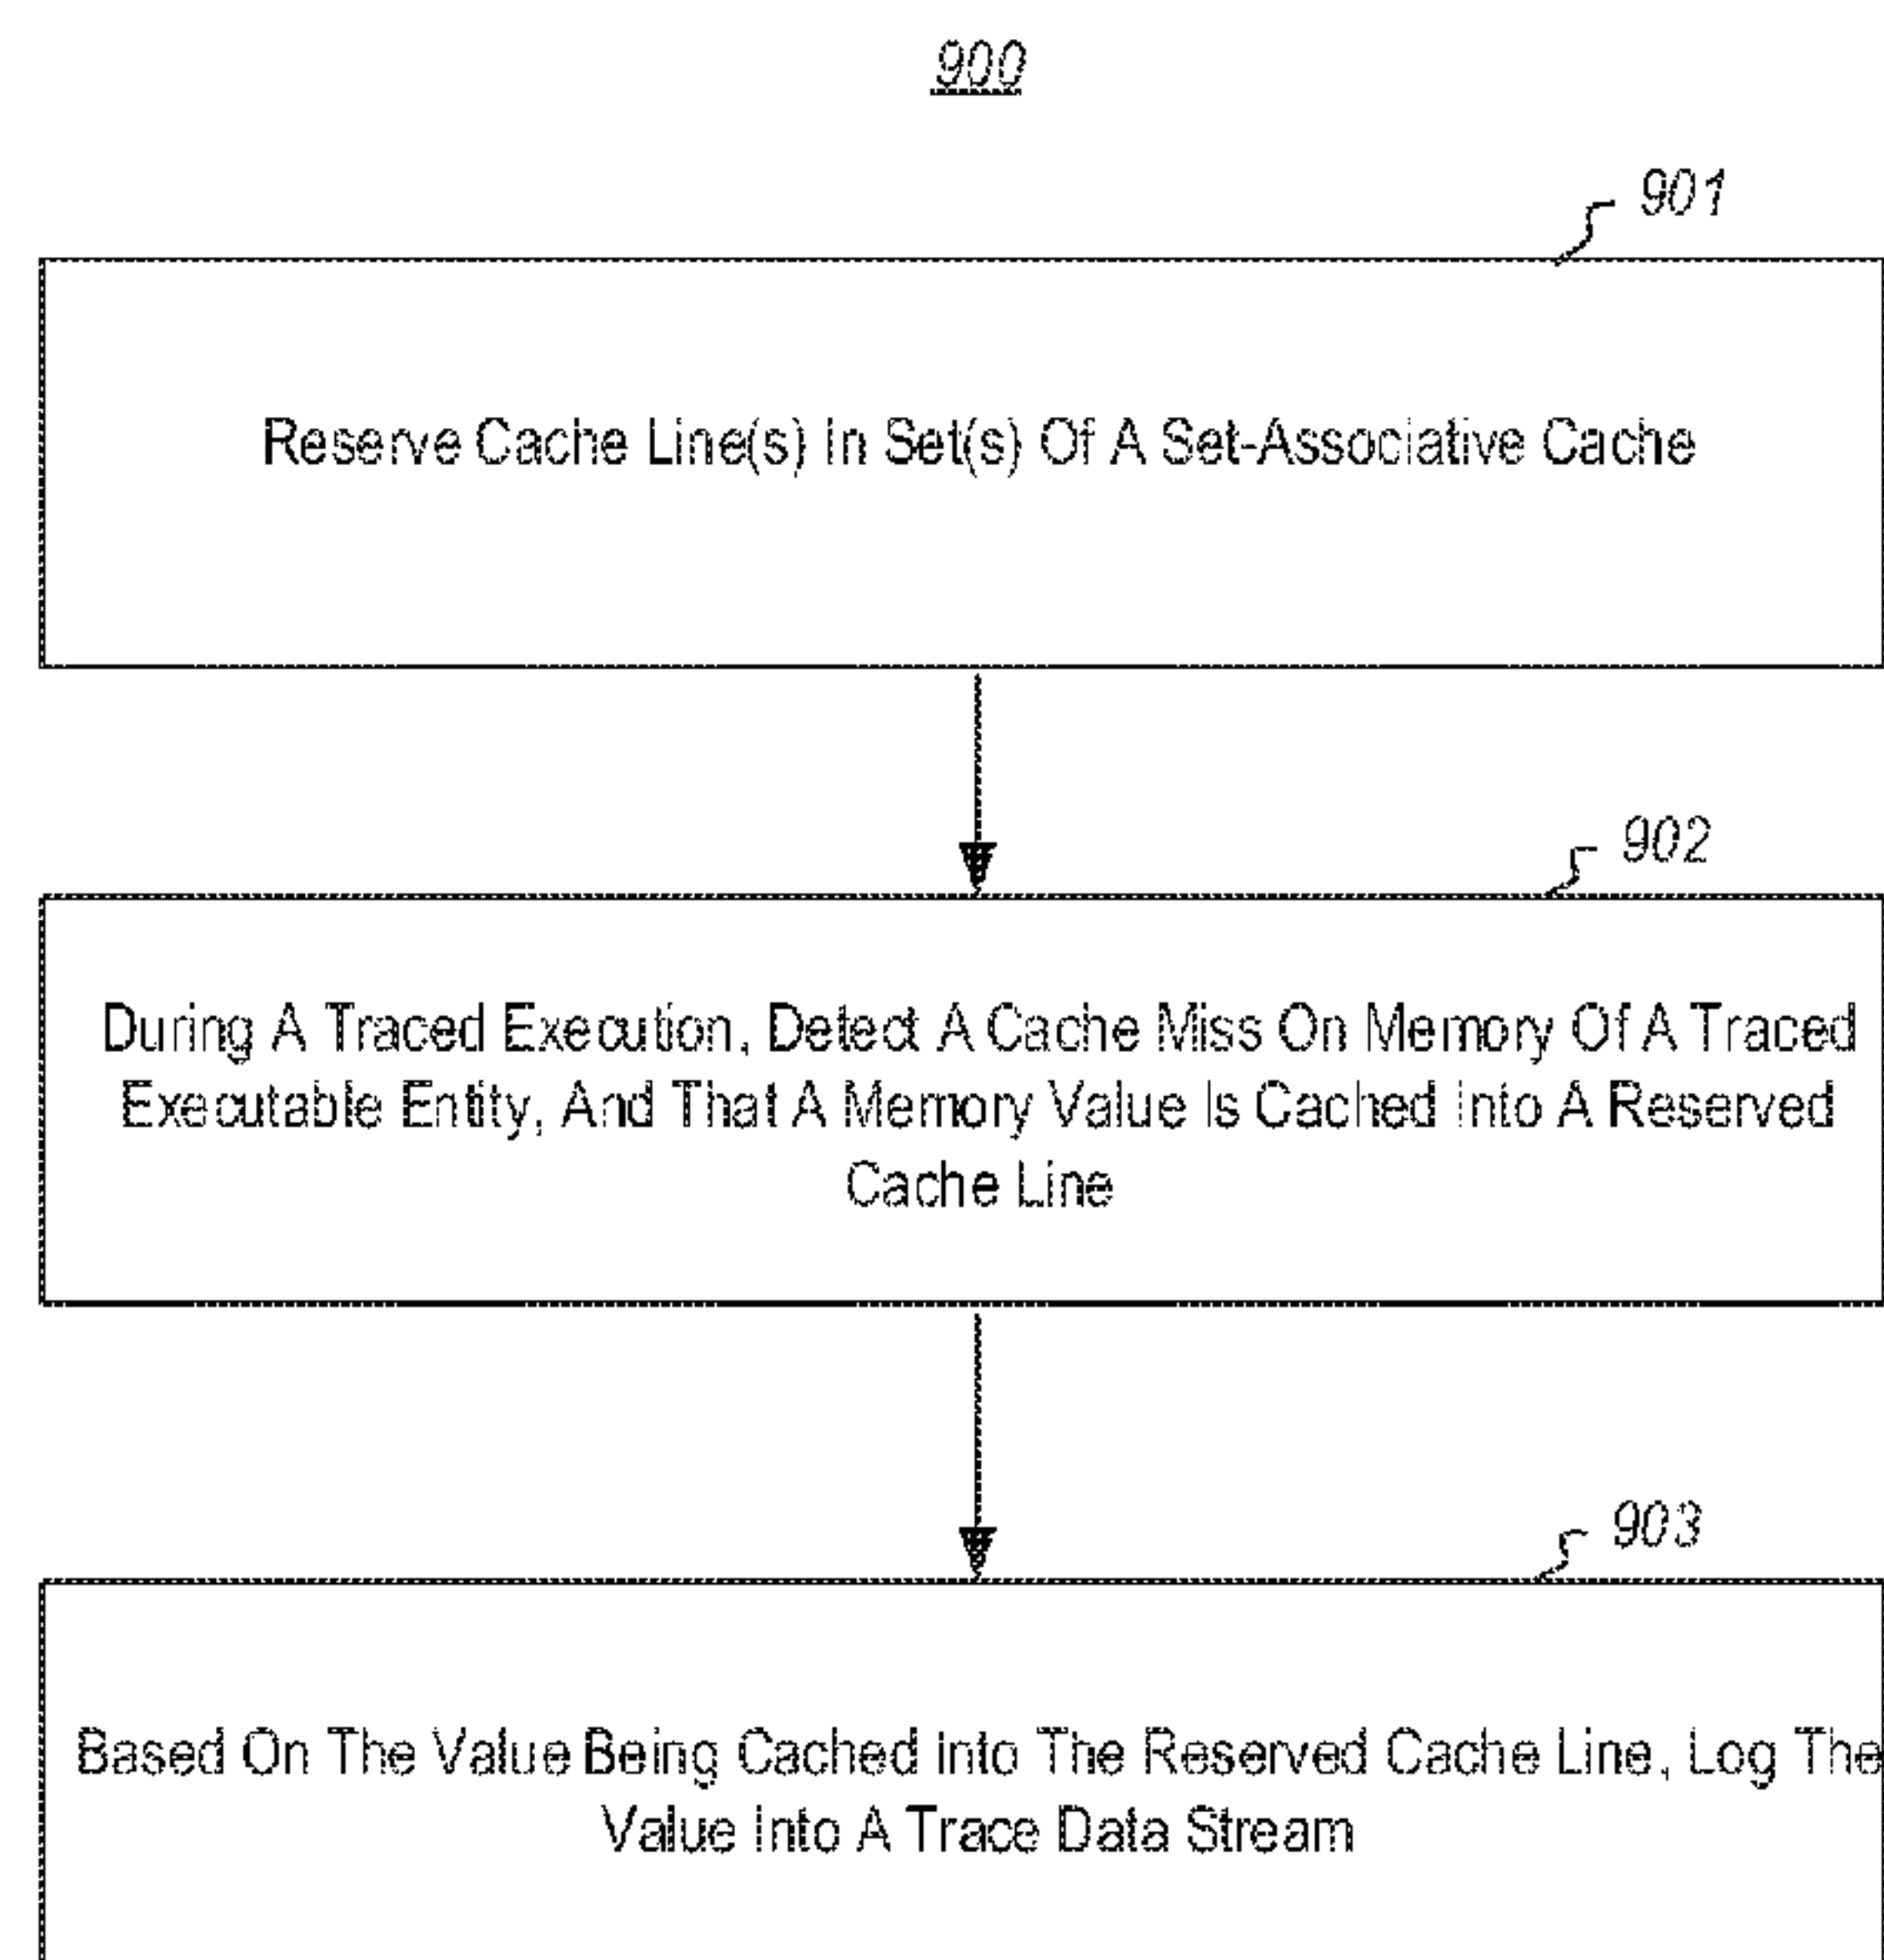 900
901
Reserve Cache Line(s) In Set(s) Of A Set-Associative Cache
902
During A Traced Execution, Detect A Cache Miss On Memory Of A Traced
Executable Entity, And That A Memory Value Is Cached Into A Reserved
Cache Line
903
Based On The Value Being Cached Into The Reserved Cache Line, Log The
Value Into A Trace Data Stream